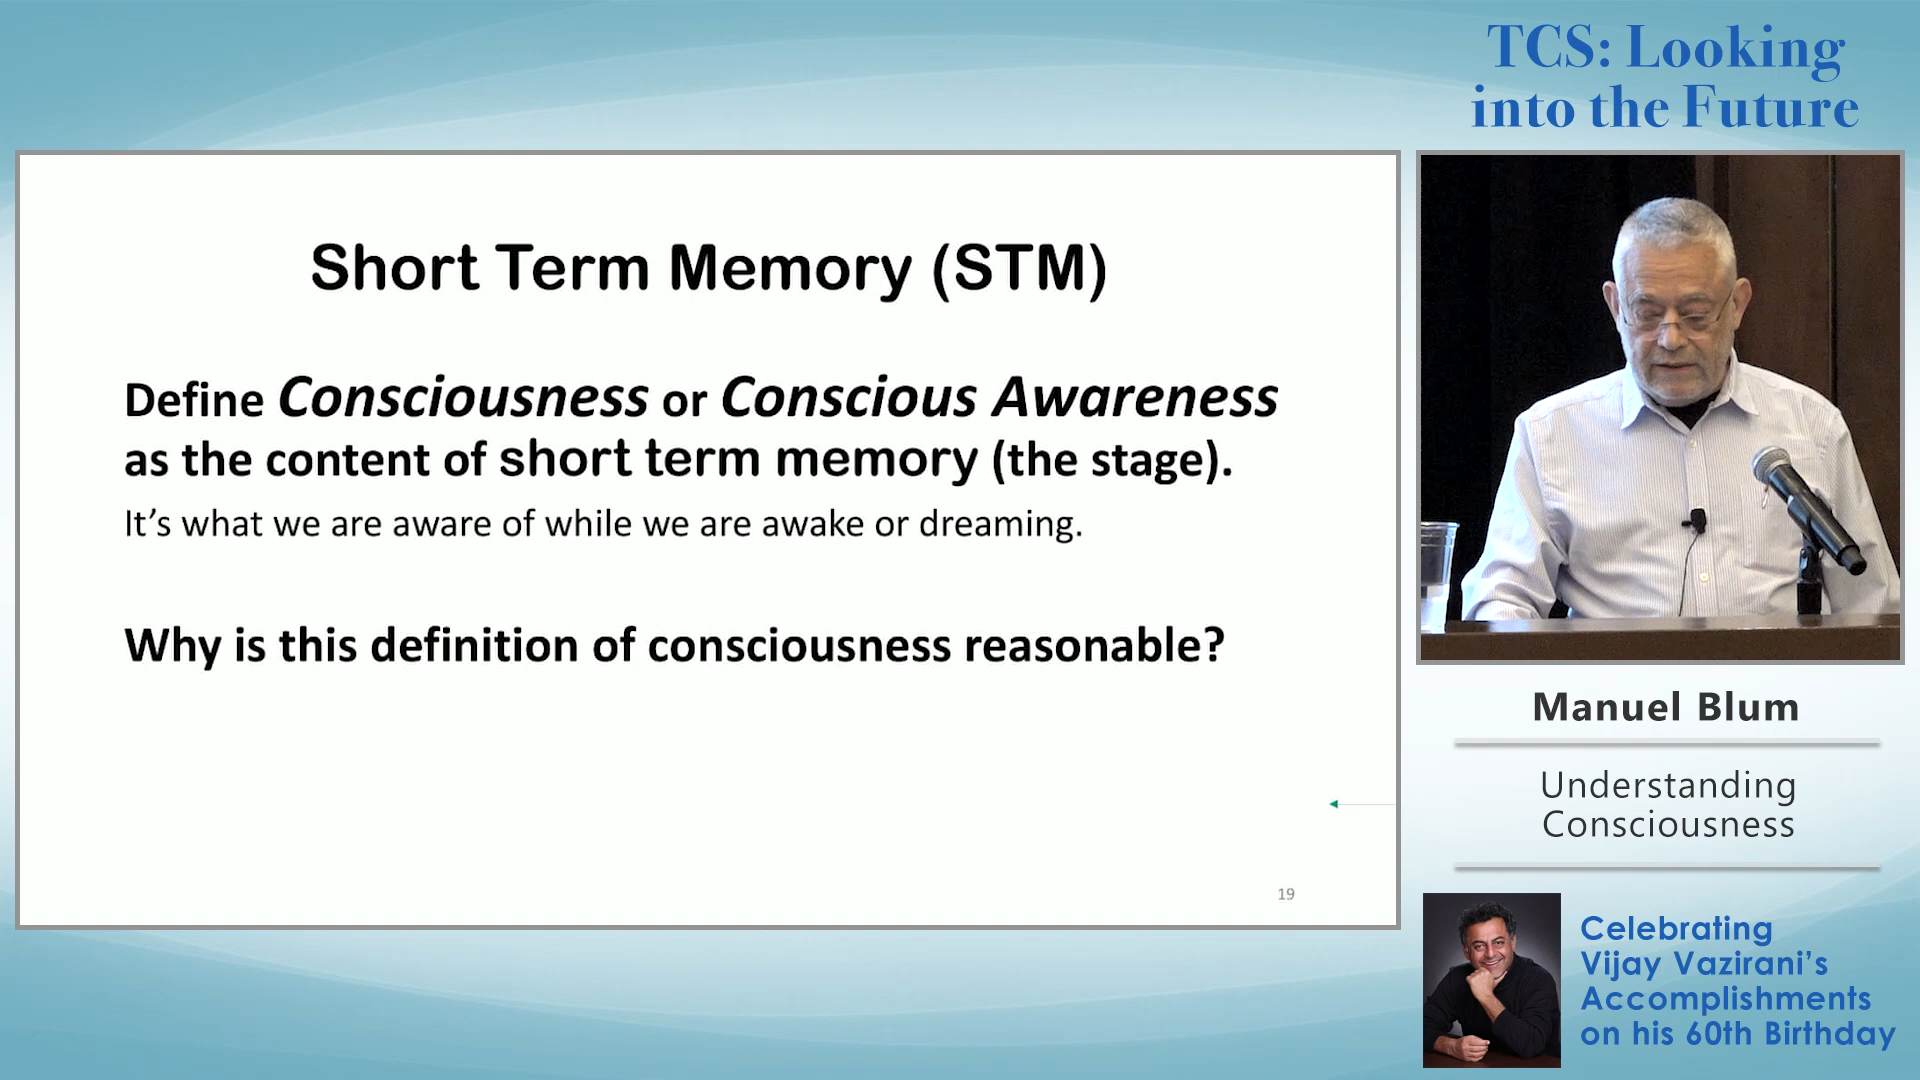 TCS: Looking
into the Future
Short Term Memory (STM)
Define Consciousness or Conscious Awareness
as the content of short term memory (the stage).
It’s what we are aware of while we are awake or dreaming.
Why is this definition of consciousness reasonable?
19
Manuel Blum
Understanding
Consciousness
Celebrating
Vijay Vazirani’s
Accomplishments
on his 60th Birthday